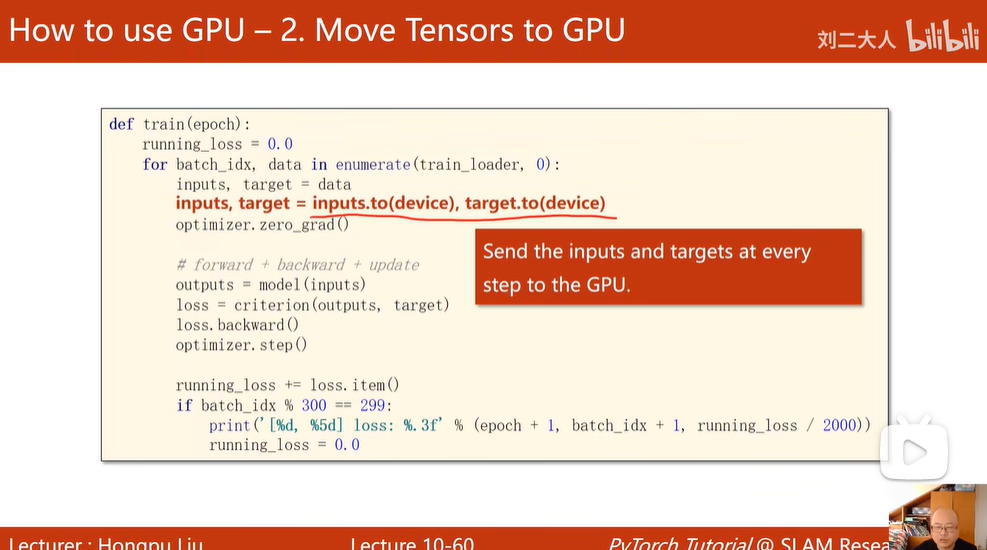 How to use GPU – 2. Move Tensors to GPU
刘二大人 bilibili
def train(epoch):
running_loss = 0.0
for batch_idx, data in enumerate(train_loader, 0):
inputs, target = data
inputs, target = inputs.to(device), target.to(device)
optimizer.zero_grad()
Send the inputs and targets at every
step to the GPU.
# forward + backward + update
outputs = model(inputs)
loss = criterion(outputs, target)
loss.backward()
optimizer.step()
running_loss += loss.item()
if batch_idx % 300 == 299:
print('[%d, %5d] loss: %.3f' % (epoch + 1, batch_idx + 1, running_loss / 2000))
running_loss = 0.0
Lecturer : Hongpu Liu
Lecture 10-60
PyTorch Tutorial @ SLAM Resea